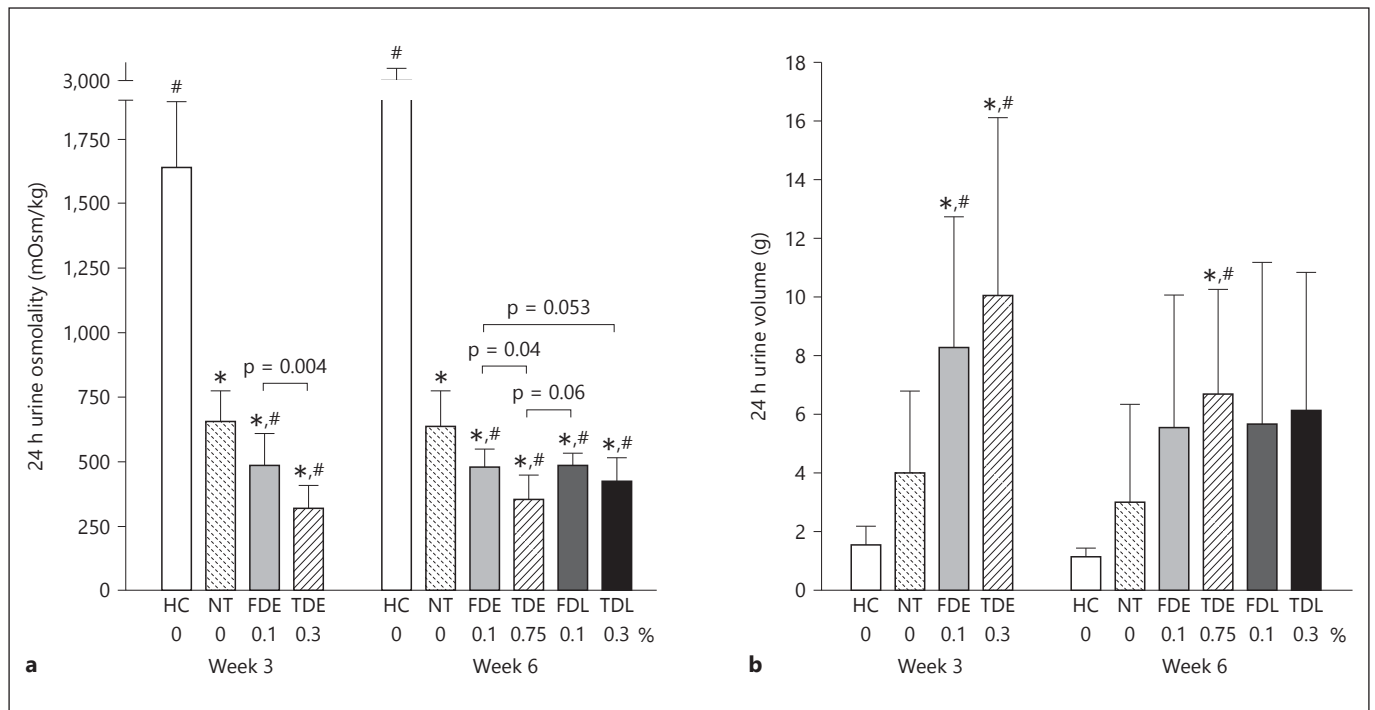 24 h urine osmolality (mOsm/kg)
3,000
1,750
1,500
1,250
1,000
750
500
250
0
#
*
*,#
*,#
p = 0.004
#
*
*,#
*,#
*,#
*,#
p = 0.053
p = 0.04
p = 0.06
HC NT FDE TDE HC NT FDE TDE FDL TDL
0 0 0.1 0.3 0 0 0.1 0.75 0.1 0.3 %
a Week 3 Week 6
24 h urine volume (g)
18
16
14
12
10
8
6
4
2
0
*,#
*,#
*,#
HC NT FDE TDE HC NT FDE TDE FDL TDL
0 0 0.1 0.3 0 0 0.1 0.75 0.1 0.3 %
b Week 3 Week 6